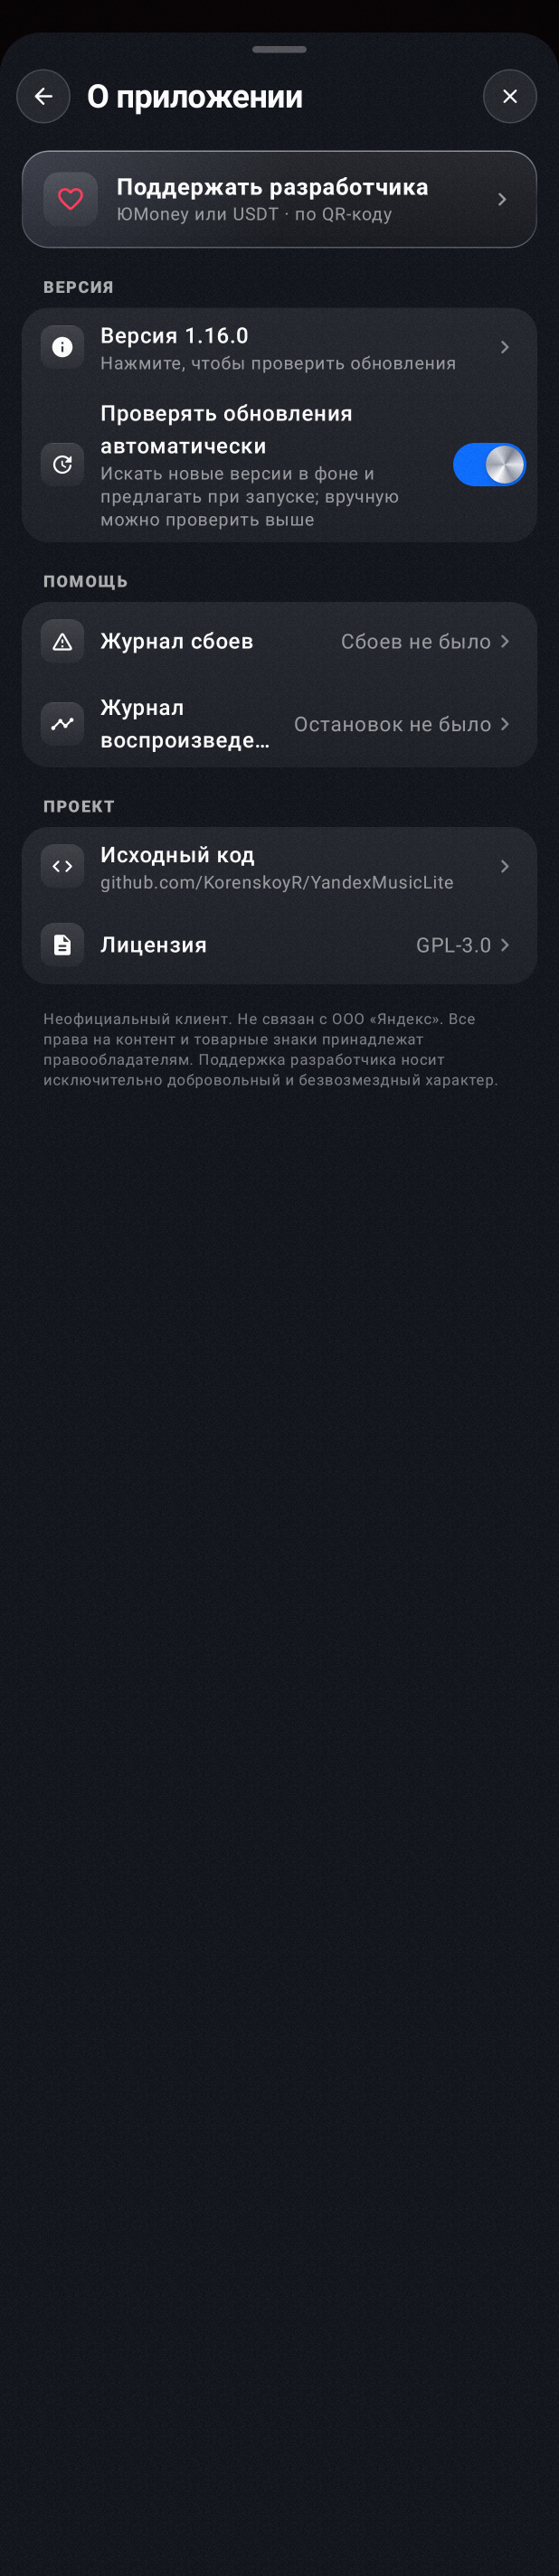 О приложении
Поддержать разработчика
ЮMoney или USDT · по QR-коду
ВЕРСИЯ
Версия 1.16.0
Нажмите, чтобы проверить обновления
Проверять обновления
автоматически
Искать новые версии в фоне и
предлагать при запуске; вручную
можно проверить выше
ПОМОЩЬ
Журнал сбоев
Сбоев не было
Журнал
воспроизведе...
Остановок не было
ПРОЕКТ
Исходный код
github.com/KorenskoyR/YandexMusicLite
Лицензия
GPL-3.0
Неофициальный клиент. Не связан с ООО «Яндекс». Все
права на контент и товарные знаки принадлежат
правообладателям. Поддержка разработчика носит
исключительно добровольный и безвозмездный характер.